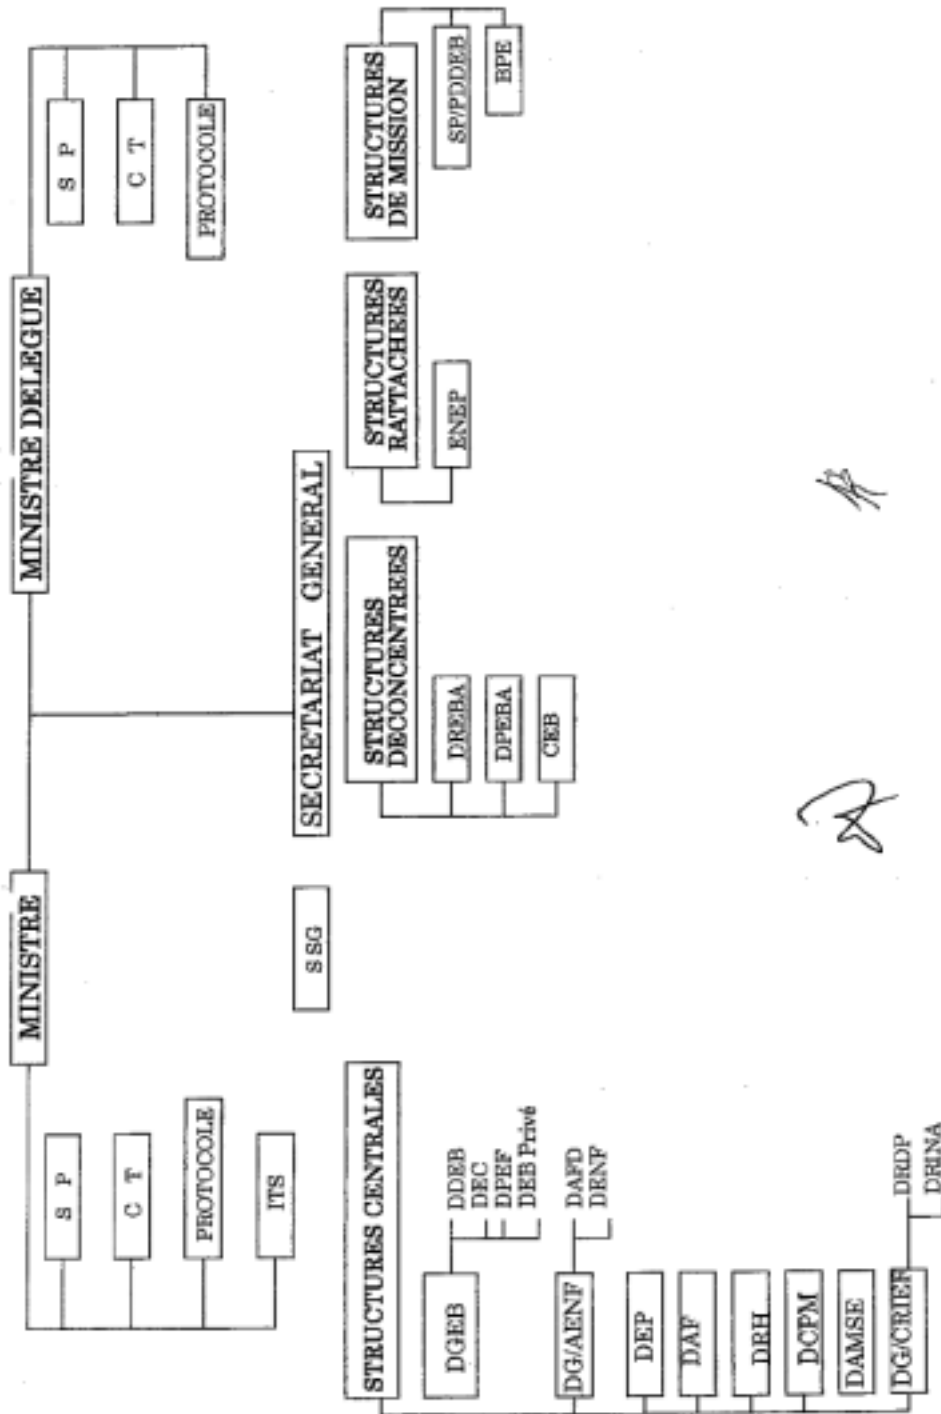 MINISTRE
MINISTRE DELEGUE
S P
C T
PROTOCOLE
ITS
S P
C T
PROTOCOLE
S SG
SECRETARIAT GENERAL
STRUCTURES CENTRALES
DGEB
DDEB
DEC
DPEF
DEB Privé
DG/AENF
DAFD
DENF
DEP
DAF
DRH
DCPM
DAMSE
DG/CRIEF
DRDP
DRINA
STRUCTURES
DECONCENTREES
DREBA
DPEBA
CEB
STRUCTURES
RATTACHEES
ENEP
STRUCTURES
DE MISSION
SP/PDDEB
BPE